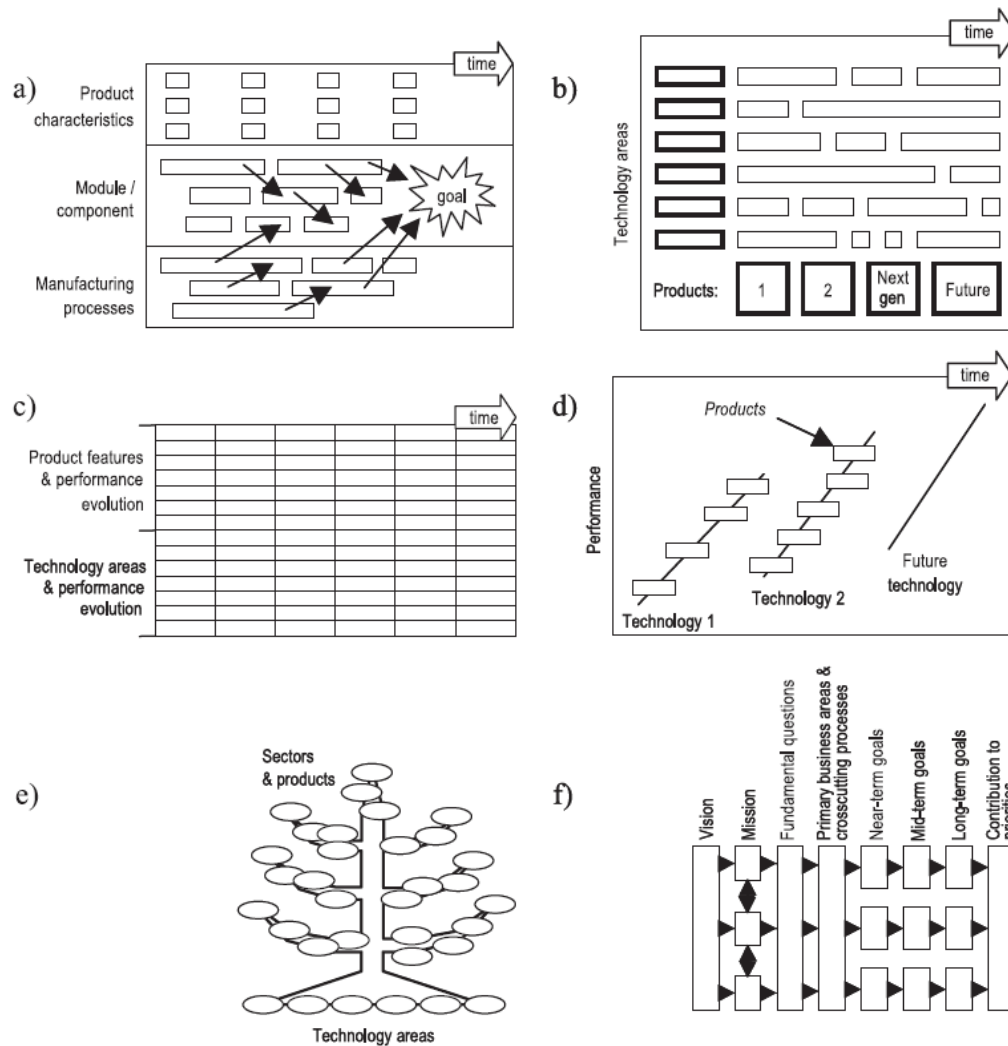 a)
time
Product
characteristics
Module /
component
goal
Manufacturing
processes
b)
time
Technology areas
Products:
1
2
Next
gen
Future
c)
time
Product features
& performance
evolution
Technology areas
& performance
evolution
d)
time
Products
Performance
Technology 1
Technology 2
Future
technology
e)
Sectors
& products
Technology areas
f)
Vision
Mission
Fundamental questions
Primary business areas &
crosscutting processes
Near-term goals
Mid-term goals
Long-term goals
Contribution to